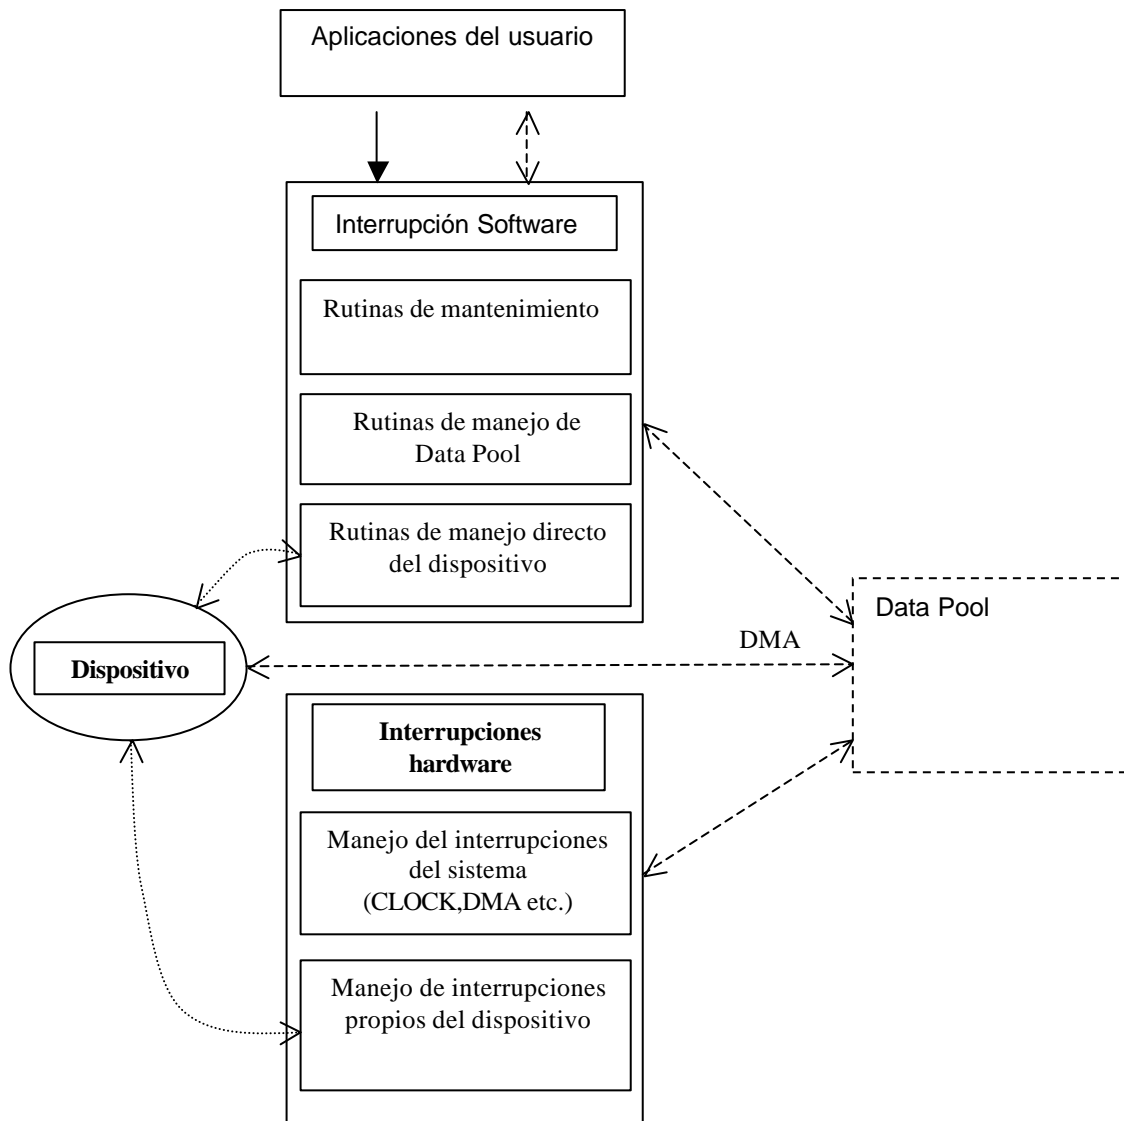 Aplicaciones del usuario
Interrupción Software
Rutinas de mantenimiento
Rutinas de manejo de
Data Pool
Rutinas de manejo directo
del dispositivo
Data Pool
DMA
Dispositivo
Interrupciones
hardware
Manejo del interrupciones
del sistema
(CLOCK,DMA etc.)
Manejo de interrupciones
propios del dispositivo